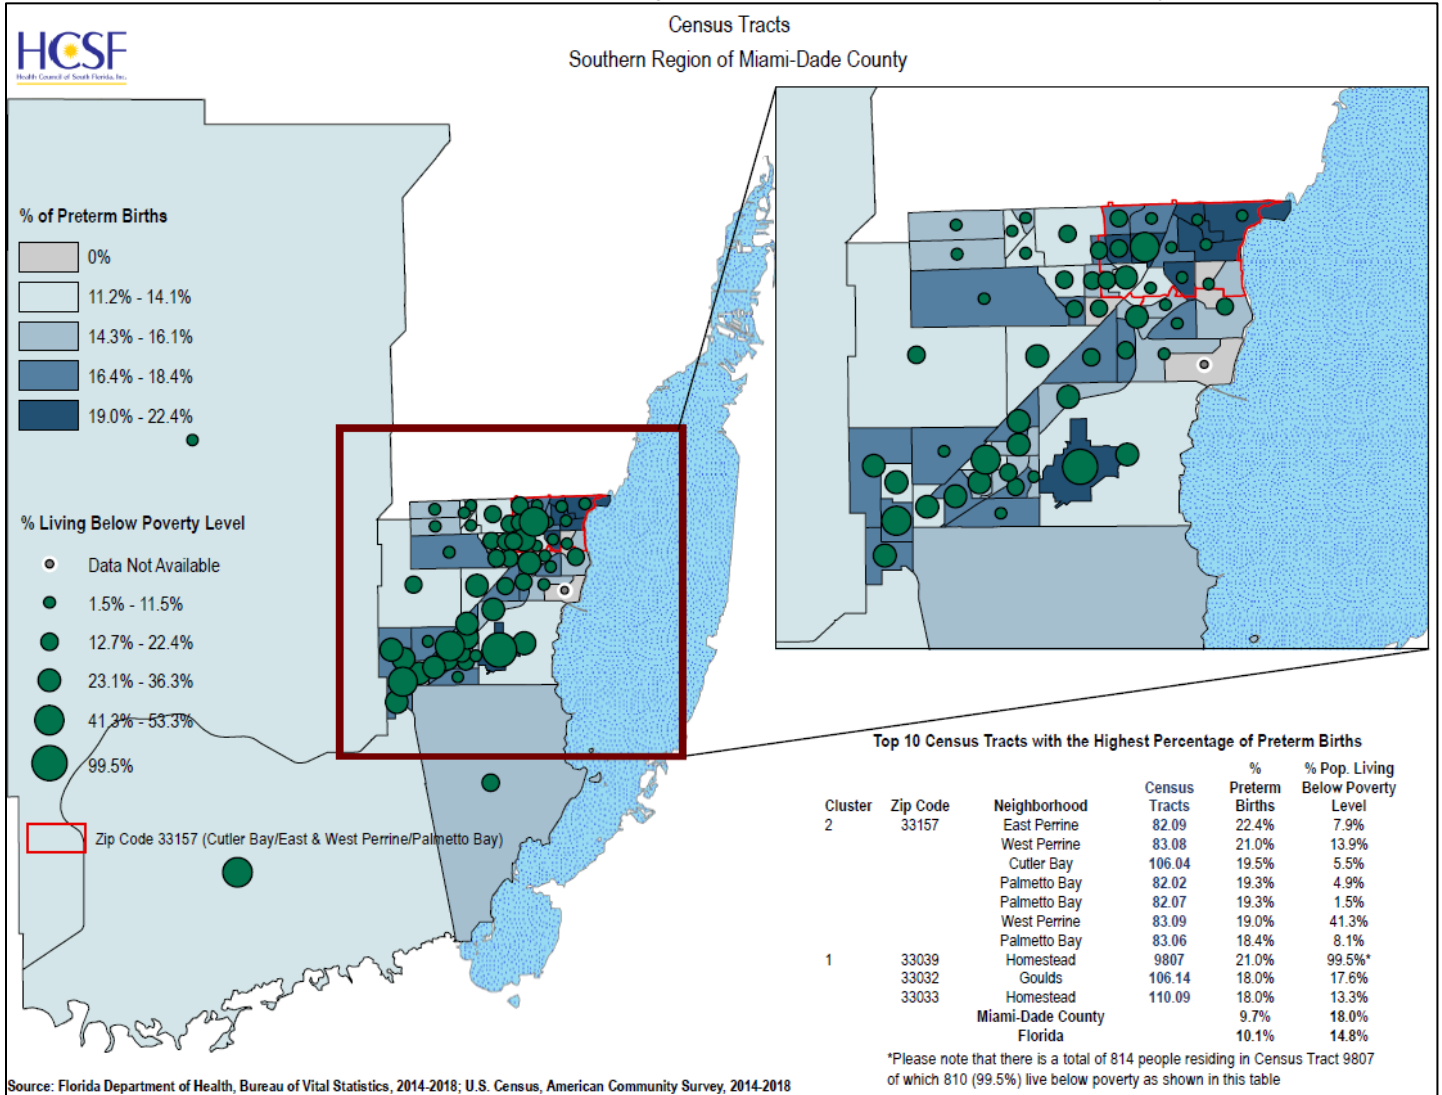 Census Tracts
Southern Region of Miami-Dade County
HCSF
Health Council of South Florida, Inc.
% of Preterm Births
0%
11.2% - 14.1%
14.3% - 16.1%
16.4% - 18.4%
19.0% - 22.4%
% Living Below Poverty Level
Data Not Available
1.5% - 11.5%
12.7% - 22.4%
23.1% - 36.3%
41.3% - 53.3%
99.5%
Zip Code 33157 (Cutler Bay/East & West Perrine/Palmetto Bay)
Top 10 Census Tracts with the Highest Percentage of Preterm Births
Cluster Zip Code Neighborhood Census Tracts % Preterm Births % Pop. Living Below Poverty Level
2 33157 East Perrine 82.09 22.4% 7.9%
West Perrine 83.08 21.0% 13.9%
Cutler Bay 106.04 19.5% 5.5%
Palmetto Bay 82.02 19.3% 4.9%
Palmetto Bay 82.07 19.3% 1.5%
West Perrine 83.09 19.0% 41.3%
Palmetto Bay 83.06 18.4% 8.1%
1 33039 Homestead 9807 21.0% 99.5%*
33032 Goulds 106.14 18.0% 17.6%
33033 Homestead 110.09 18.0% 13.3%
Miami-Dade County 9.7% 18.0%
Florida 10.1% 14.8%
*Please note that there is a total of 814 people residing in Census Tract 9807
of which 810 (99.5%) live below poverty as shown in this table
Source: Florida Department of Health, Bureau of Vital Statistics, 2014-2018; U.S. Census, American Community Survey, 2014-2018